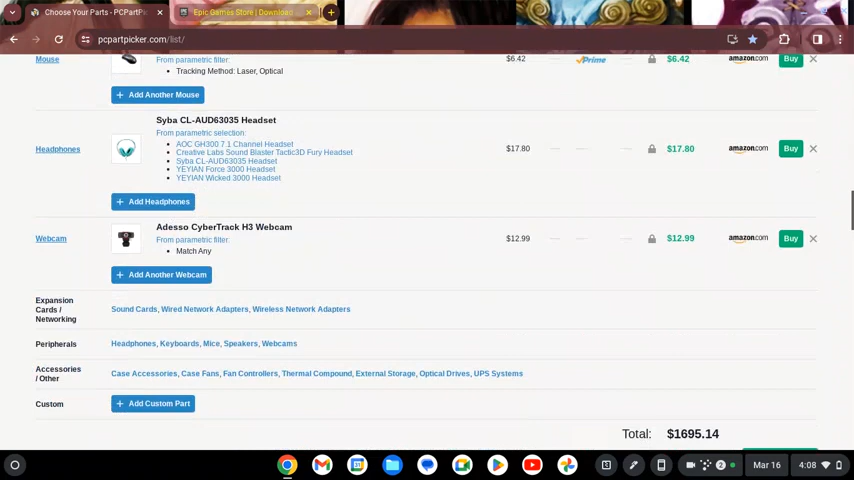 Choose Your Parts - PCPartPi
Epic Games Store | Download
pcpartpicker.com/list/
Mouse
From parametric filter:
Tracking Method: Laser, Optical
$6.42
Prime
$6.42
amazon.com
Buy
Add Another Mouse
Syba CL-AUD63035 Headset
From parametric selection:
Headphones
AOC GH300 7.1 Channel Headset
Creative Labs Sound Blaster Tactic3D Fury Headset
Syba CL-AUD63035 Headset
YEYIAN Force 3000 Headset
YEYIAN Wicked 3000 Headset
$17.80
$17.80
amazon.com
Buy
Add Headphones
Adesso CyberTrack H3 Webcam
Webcam
From parametric filter:
Match Any
$12.99
$12.99
amazon.com
Buy
Add Another Webcam
Expansion
Cards /
Networking
Sound Cards, Wired Network Adapters, Wireless Network Adapters
Peripherals
Headphones, Keyboards, Mice, Speakers, Webcams
Accessories
/ Other
Case Accessories, Case Fans, Fan Controllers, Thermal Compound, External Storage, Optical Drives, UPS Systems
Custom
Add Custom Part
Total: $1695.14
2
Mar 16
4:08